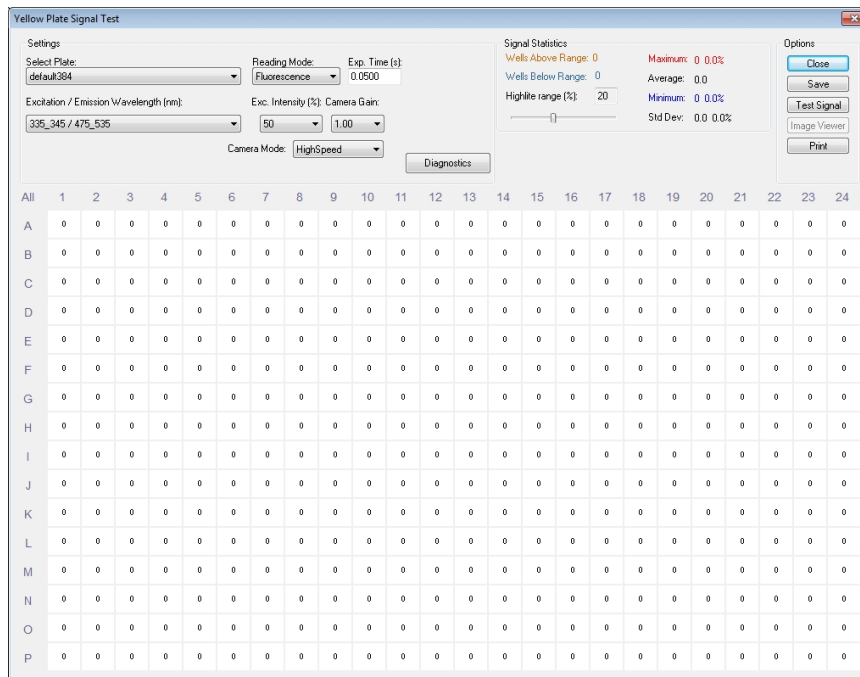 Yellow Plate Signal Test
Settings
Select Plate:
default384
Reading Mode:
Fluorescence
Exp. Time (s):
0.0500
Excitation / Emission Wavelength (nm):
335_345 / 475_535
Exc. Intensity (%):
50
Camera Gain:
1.00
Camera Mode:
HighSpeed
Diagnostics
Signal Statistics
Wells Above Range: 0
Wells Below Range: 0
Highlite range (%): 20
Maximum: 0 0.0%
Average: 0.0
Minimum: 0 0.0%
Std Dev: 0.0 0.0%
Options
Close
Save
Test Signal
Image Viewer
Print
All 1 2 3 4 5 6 7 8 9 10 11 12 13 14 15 16 17 18 19 20 21 22 23 24
A 0 0 0 0 0 0 0 0 0 0 0 0 0 0 0 0 0 0 0 0 0 0 0 0
B 0 0 0 0 0 0 0 0 0 0 0 0 0 0 0 0 0 0 0 0 0 0 0 0
C 0 0 0 0 0 0 0 0 0 0 0 0 0 0 0 0 0 0 0 0 0 0 0 0
D 0 0 0 0 0 0 0 0 0 0 0 0 0 0 0 0 0 0 0 0 0 0 0 0
E 0 0 0 0 0 0 0 0 0 0 0 0 0 0 0 0 0 0 0 0 0 0 0 0
F 0 0 0 0 0 0 0 0 0 0 0 0 0 0 0 0 0 0 0 0 0 0 0 0
G 0 0 0 0 0 0 0 0 0 0 0 0 0 0 0 0 0 0 0 0 0 0 0 0
H 0 0 0 0 0 0 0 0 0 0 0 0 0 0 0 0 0 0 0 0 0 0 0 0
I 0 0 0 0 0 0 0 0 0 0 0 0 0 0 0 0 0 0 0 0 0 0 0 0
J 0 0 0 0 0 0 0 0 0 0 0 0 0 0 0 0 0 0 0 0 0 0 0 0
K 0 0 0 0 0 0 0 0 0 0 0 0 0 0 0 0 0 0 0 0 0 0 0 0
L 0 0 0 0 0 0 0 0 0 0 0 0 0 0 0 0 0 0 0 0 0 0 0 0
M 0 0 0 0 0 0 0 0 0 0 0 0 0 0 0 0 0 0 0 0 0 0 0 0
N 0 0 0 0 0 0 0 0 0 0 0 0 0 0 0 0 0 0 0 0 0 0 0 0
O 0 0 0 0 0 0 0 0 0 0 0 0 0 0 0 0 0 0 0 0 0 0 0 0
P 0 0 0 0 0 0 0 0 0 0 0 0 0 0 0 0 0 0 0 0 0 0 0 0